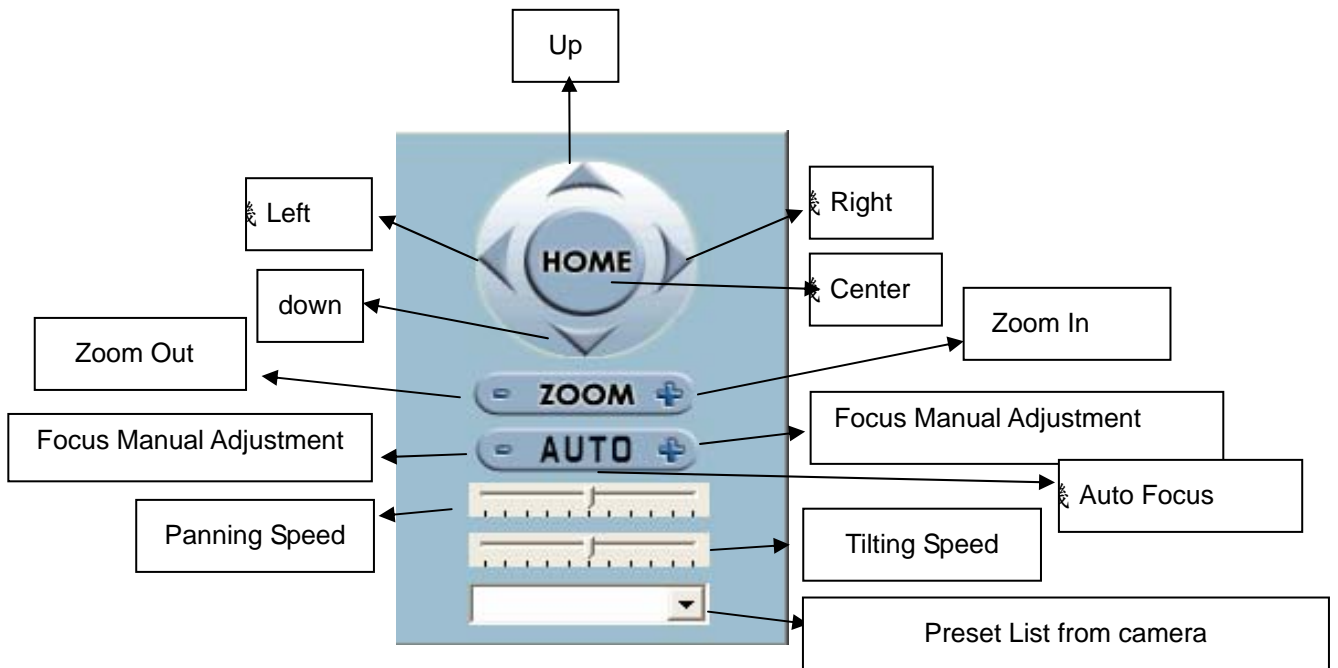 Up
Left
Right
HOME
Center
down
Zoom In
Zoom Out
- ZOOM +
Focus Manual Adjustment
Focus Manual Adjustment
- AUTO +
Auto Focus
Panning Speed
Tilting Speed
Preset List from camera